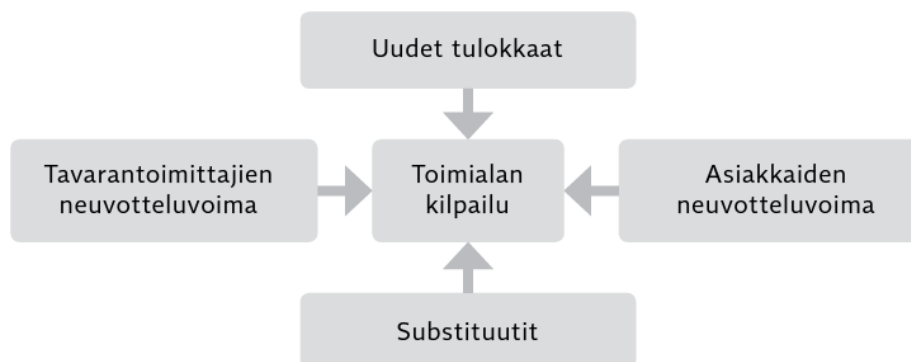 Uudet tulokkaat
Tavarantoimittajien
neuvotteluvoima
Toimialan
kilpailu
Asiakkaiden
neuvotteluvoima
Substituutit